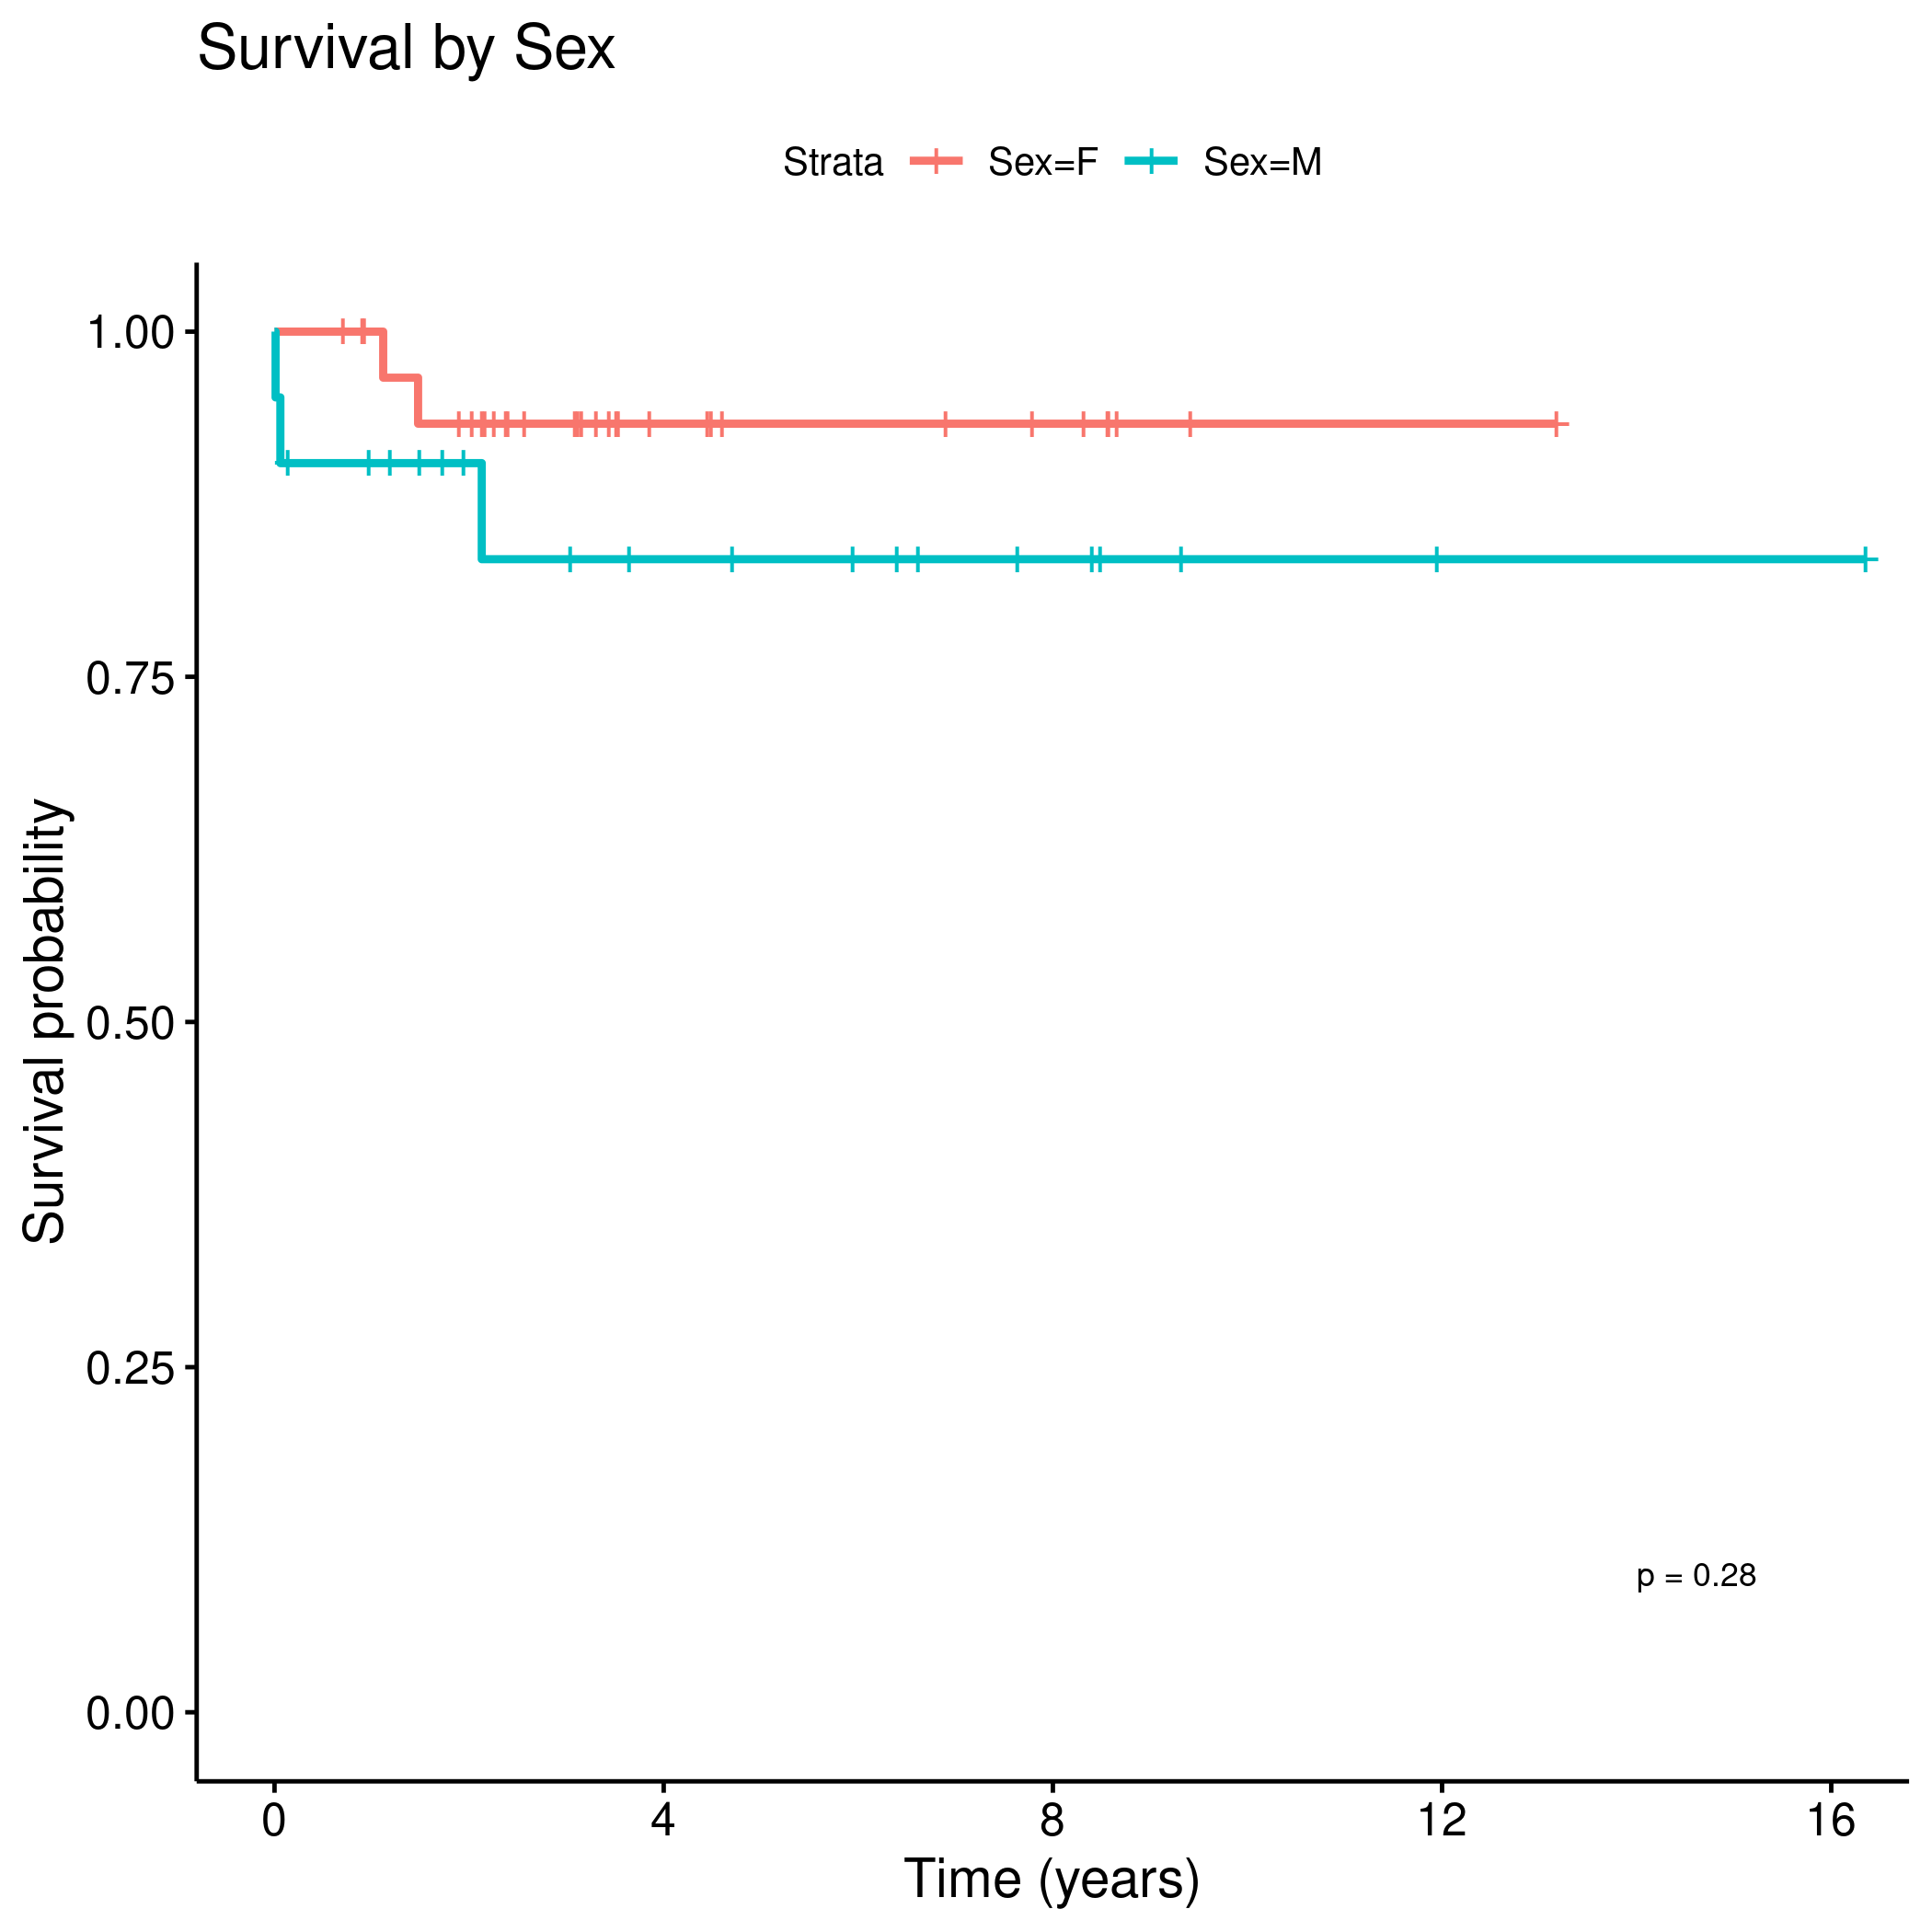 Survival by Sex
Strata Sex=F Sex=M
1.00
0.75
0.50
0.25
0.00
Survival probability
p = 0.28
0 4 8 12 16
Time (years)